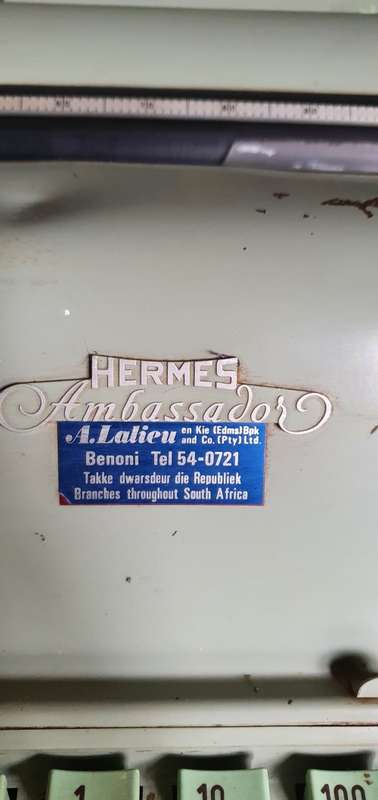 HERMES
Ambassador
A. Lalieu en Kie (Edms) Bpk
and Co. (Pty) Ltd.
Benoni Tel 54-0721
Takke dwarsdeur die Republiek
Branches throughout South Africa
1 10 100